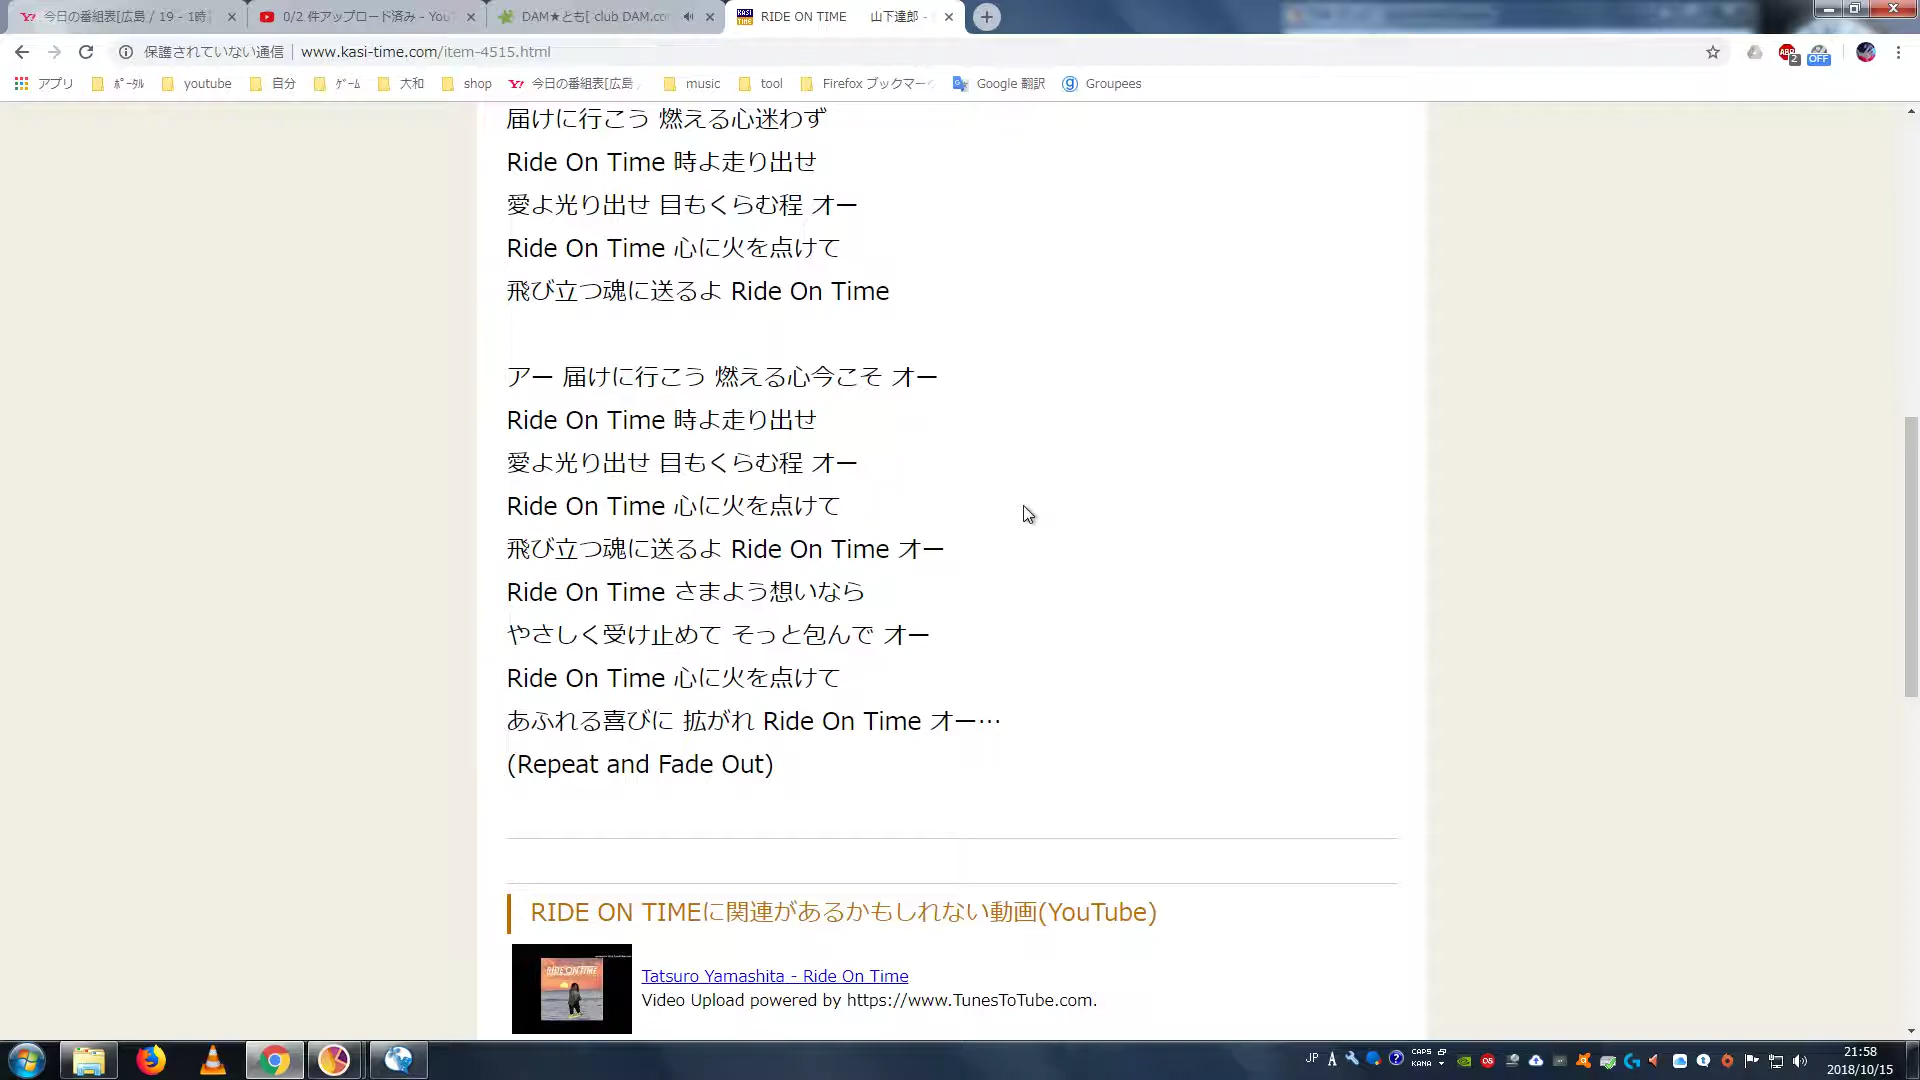 今日の番組表[広島 / 19 - 1時]
0/2 件アップロード済み - You
DAM★とも[ club DAM.co
RIDE ON TIME 山下達郎 -
保護されていない通信 | www.kasi-time.com/item-4515.html
アプリ ﾎﾟｰﾀﾙ youtube 自分 ｹﾞｰﾑ 大和 shop 今日の番組表[広島 music tool Firefox ブックマーク Google 翻訳 Groupees
届けに行こう 燃える心迷わず
Ride On Time 時よ走り出せ
愛よ光り出せ 目もくらむ程 オー
Ride On Time 心に火を点けて
飛び立つ魂に送るよ Ride On Time
アー 届けに行こう 燃える心今こそ オー
Ride On Time 時よ走り出せ
愛よ光り出せ 目もくらむ程 オー
Ride On Time 心に火を点けて
飛び立つ魂に送るよ Ride On Time オー
Ride On Time さまよう想いなら
やさしく受け止めて そっと包んで オー
Ride On Time 心に火を点けて
あふれる喜びに 拡がれ Ride On Time オー…
(Repeat and Fade Out)
RIDE ON TIMEに関連があるかもしれない動画(YouTube)
RIDE ON TIME
Tatsuro Yamashita - Ride On Time
Video Upload powered by https://www.TunesToTube.com.
JP A CAPS KANA
21:58
2018/10/15